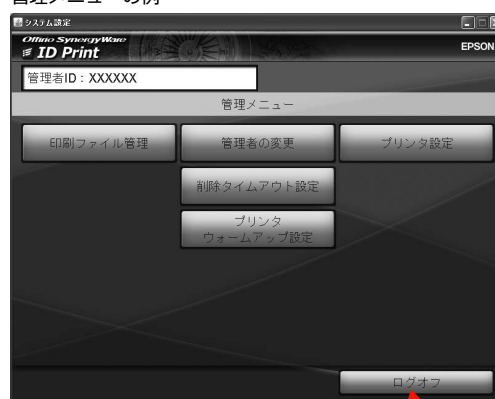 管理メニューの例
システム設定
Offirio SynergyWare
ID Print
EPSON
管理者ID：XXXXXX
管理メニュー
印刷ファイル管理
管理者の変更
プリンタ設定
削除タイムアウト設定
プリンタ
ウォームアップ設定
ログオフ